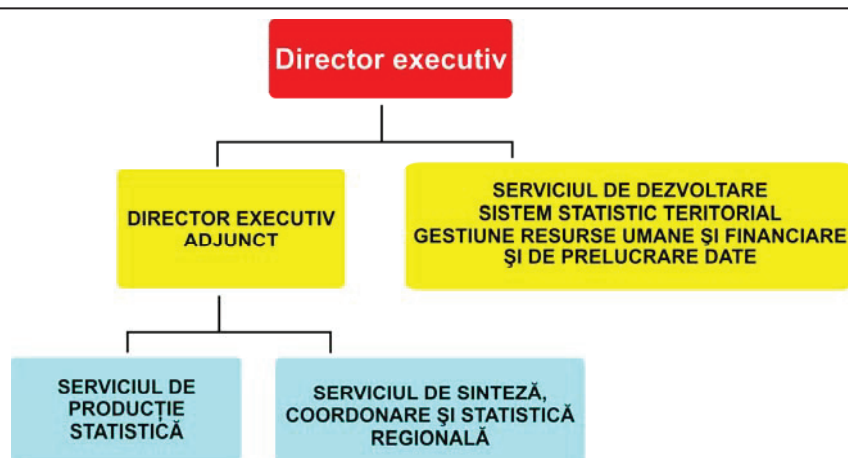 Director executiv
DIRECTOR EXECUTIV
ADJUNCT
SERVICIUL DE DEZVOLTARE
SISTEM STATISTIC TERITORIAL
GESTIUNE RESURSE UMANE ŞI FINANCIARE
ŞI DE PRELUCRARE DATE
SERVICIUL DE
PRODUCȚIE
STATISTICĂ
SERVICIUL DE SINTEZĂ,
COORDONARE ŞI STATISTICĂ
REGIONALĂ